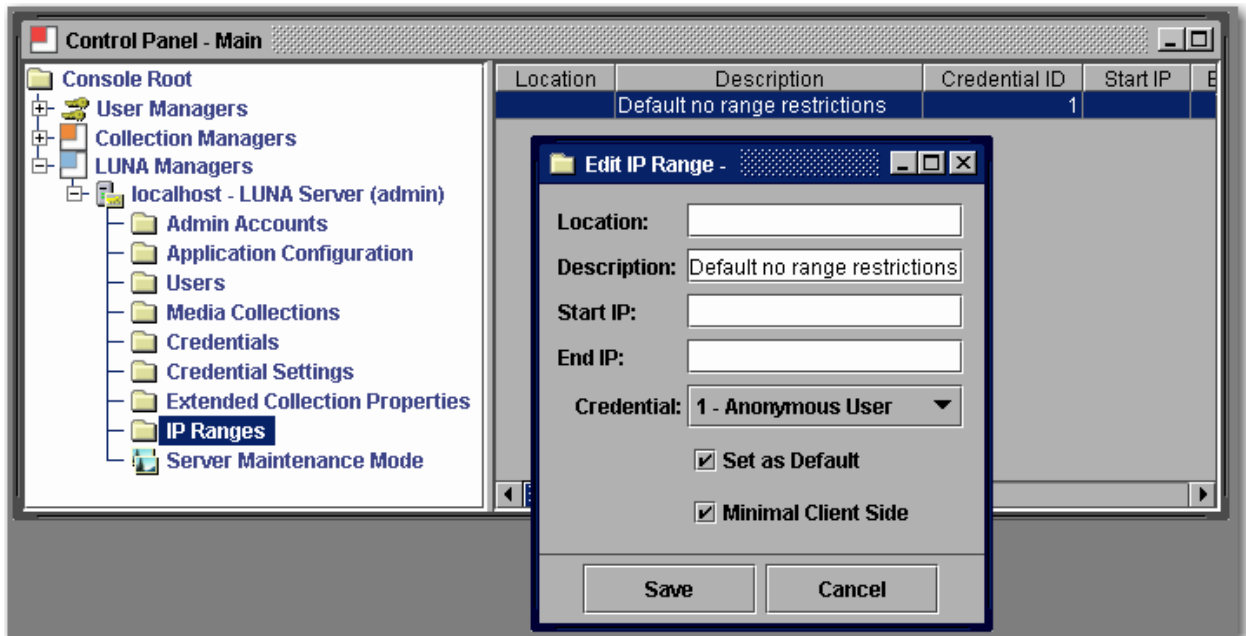 Control Panel - Main
Console Root
User Managers
Collection Managers
LUNA Managers
localhost - LUNA Server (admin)
Admin Accounts
Application Configuration
Users
Media Collections
Credentials
Credential Settings
Extended Collection Properties
IP Ranges
Server Maintenance Mode
Location Description Credential ID Start IP E
Default no range restrictions 1
Edit IP Range -
Location:
Description: Default no range restrictions
Start IP:
End IP:
Credential: 1 - Anonymous User
Set as Default
Minimal Client Side
Save Cancel